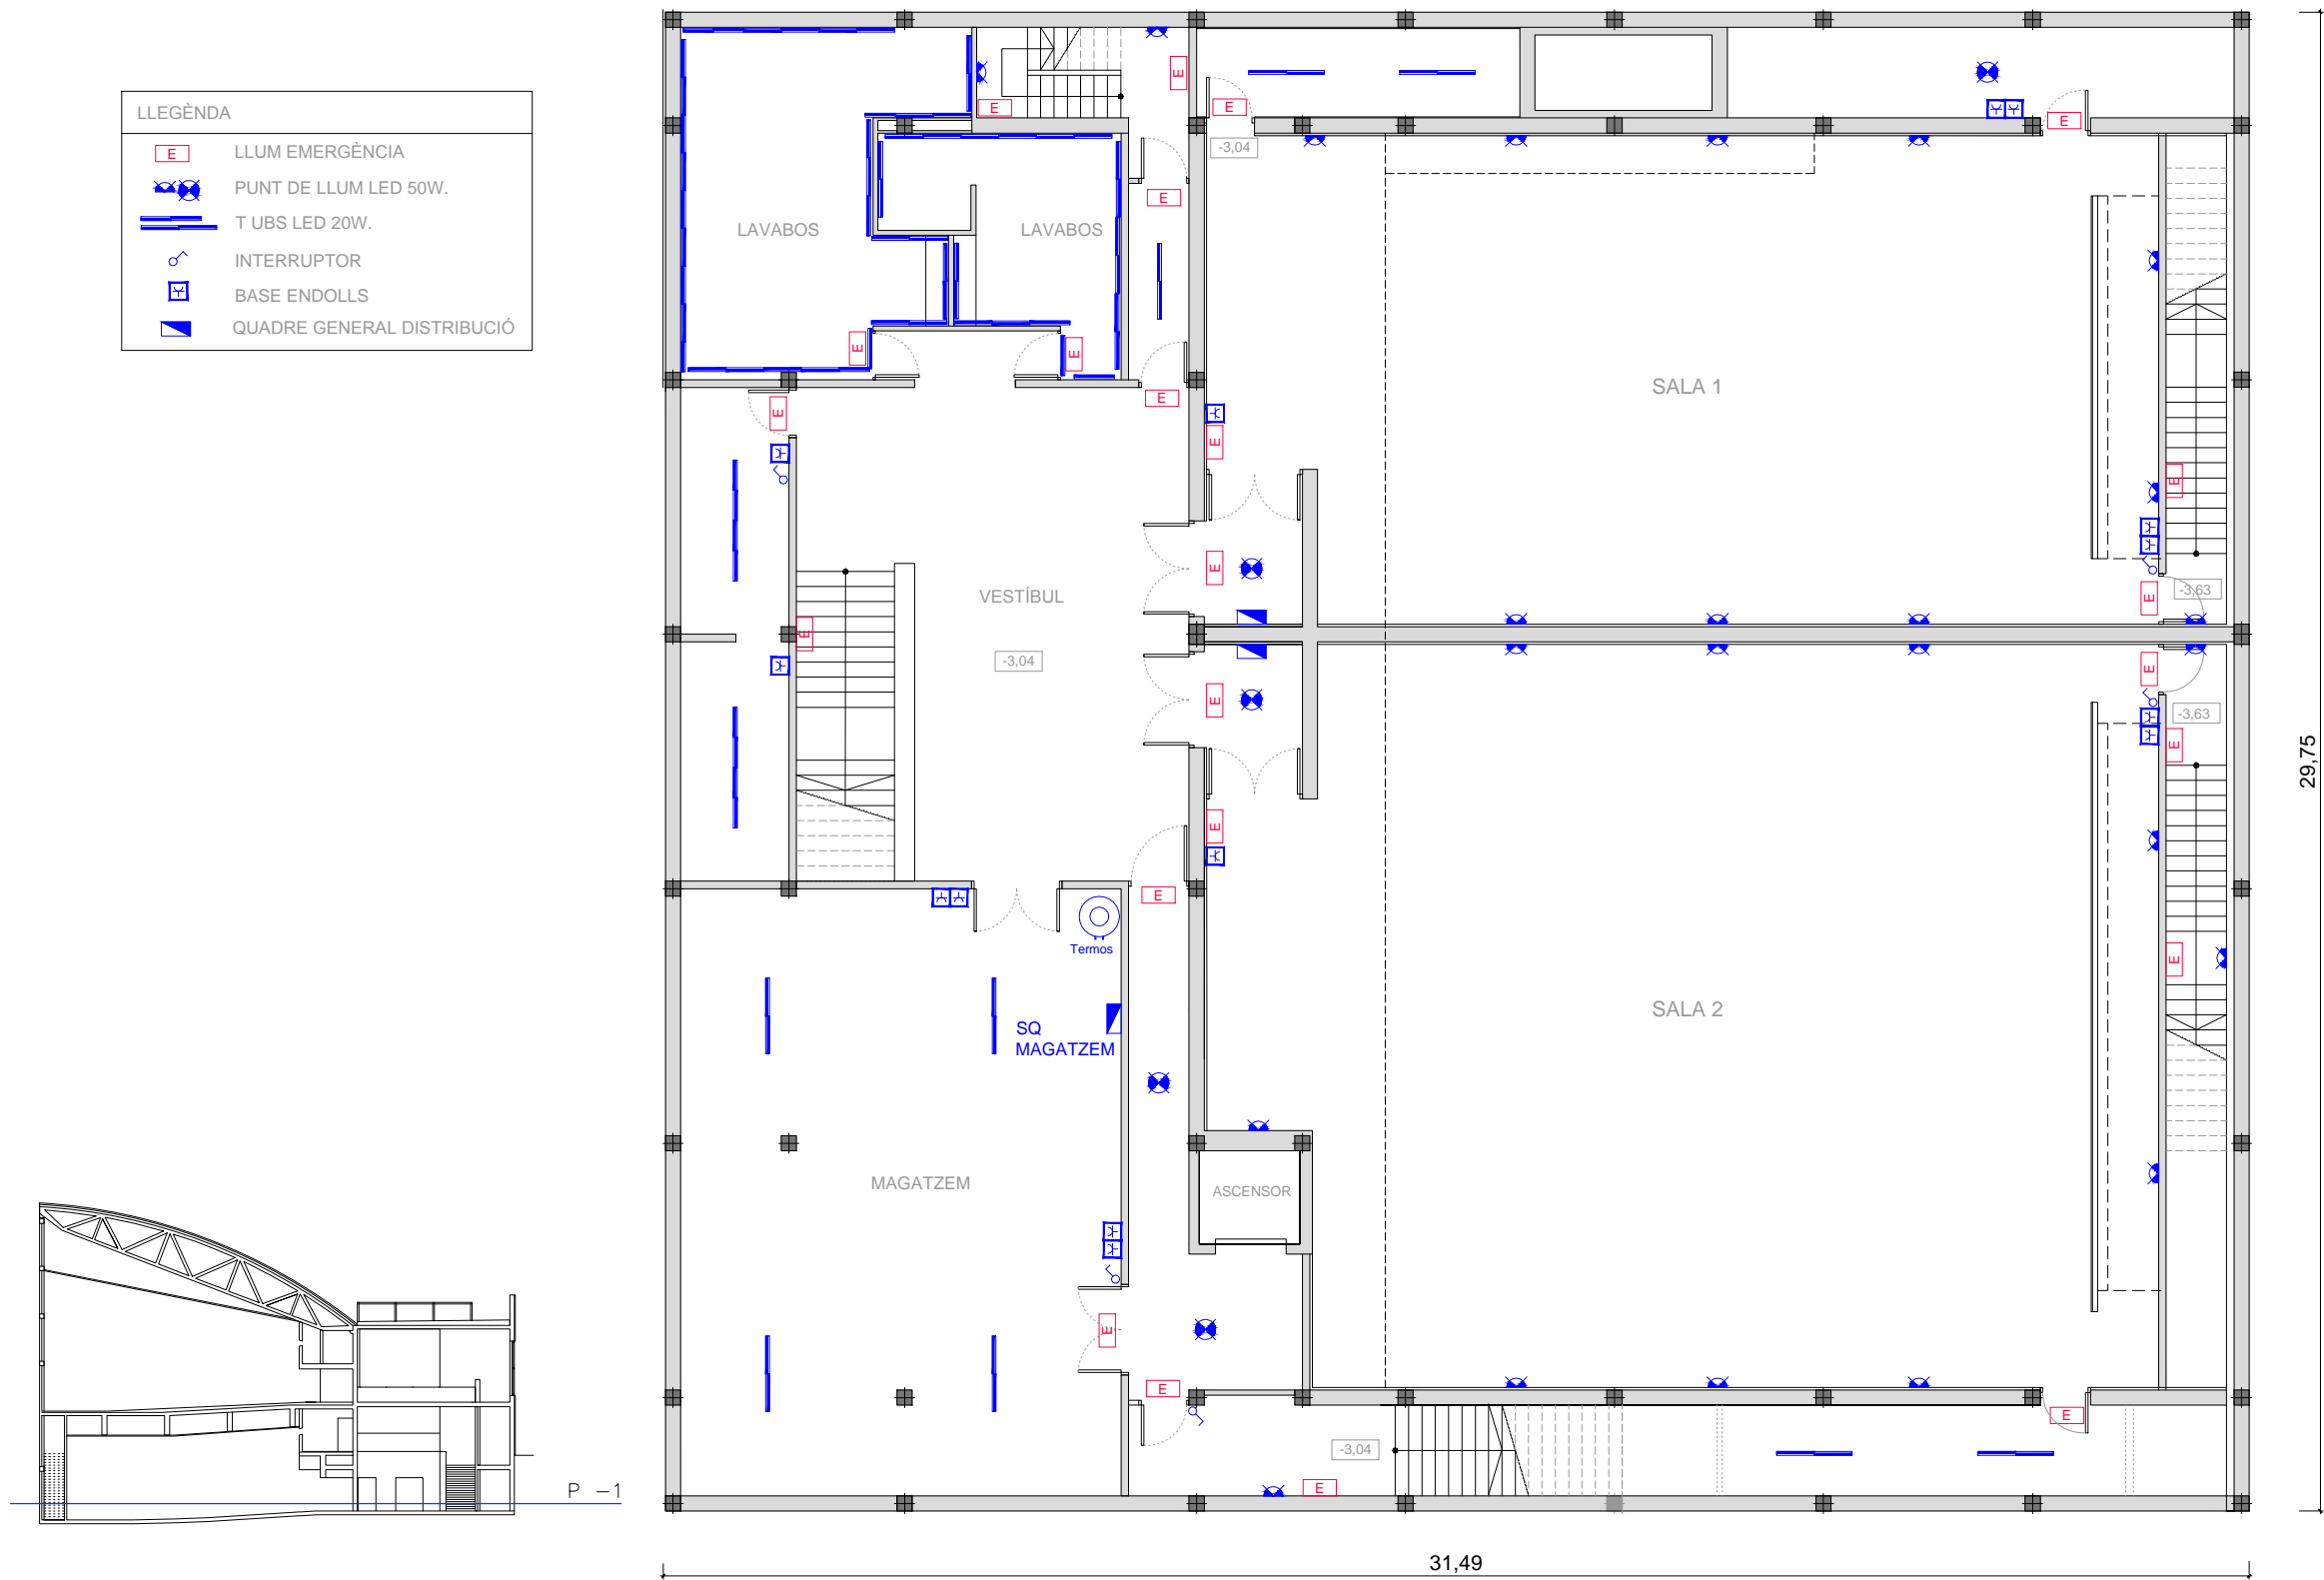 LLEGÈNDA
E LLUM EMERGÈNCIA
PUNT DE LLUM LED 50W.
T UBS LED 20W.
INTERRUPTOR
BASE ENDOLLS
QUADRE GENERAL DISTRIBUCIÓ
E
E
E
E
-3,04
E
LAVABOS
LAVABOS
E
E
SALA 1
E
E
E
E
E
VESTÍBUL
E
-3,63
E
-3,04
E
E
-3,63
E
29,75
E
E
Termos
E
SQ
MAGATZEM
SALA 2
MAGATZEM
ASCENSOR
E
E
E
-3,04
E
P -1
31,49